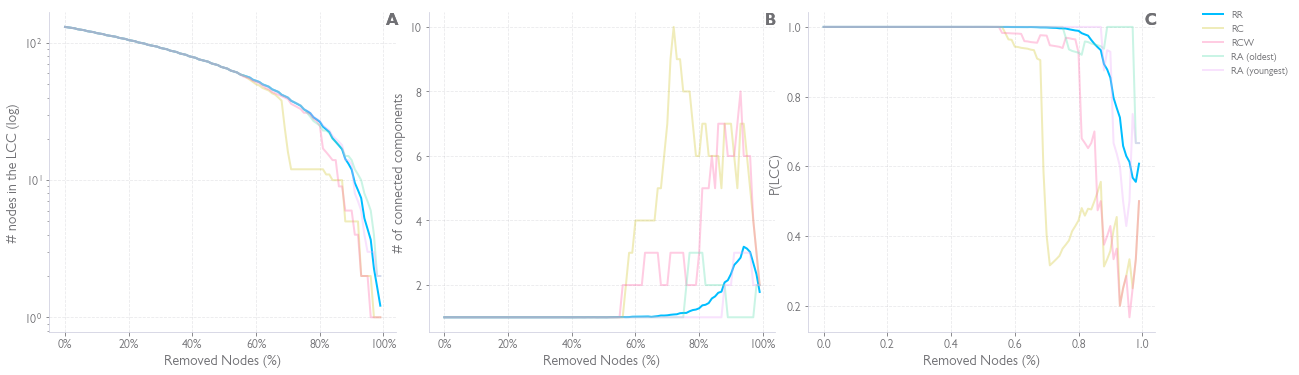 A
# nodes in the LCC (log)
10²
10¹
10⁰
0% 20% 40% 60% 80% 100%
Removed Nodes (%)
B
# of connected components
10
8
6
4
2
0% 20% 40% 60% 80% 100%
Removed Nodes (%)
C
P(LCC)
1.0
0.8
0.6
0.4
0.2
0.0 0.2 0.4 0.6 0.8 1.0
Removed Nodes (%)
RR
RC
RCW
RA (oldest)
RA (youngest)